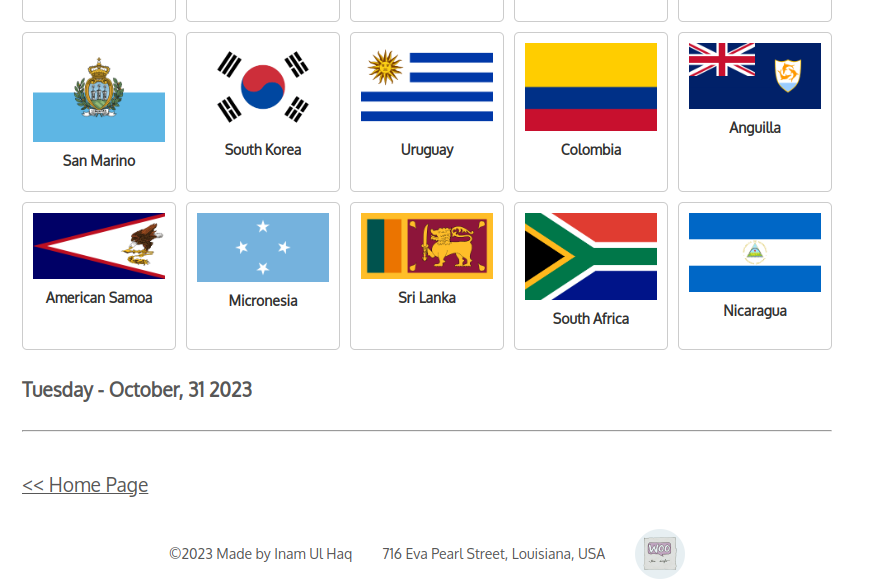 San Marino
South Korea
Uruguay
Colombia
Anguilla
American Samoa
Micronesia
Sri Lanka
South Africa
Nicaragua
Tuesday - October, 31 2023
<< Home Page
©2023 Made by Inam Ul Haq 716 Eva Pearl Street, Louisiana, USA
WOO